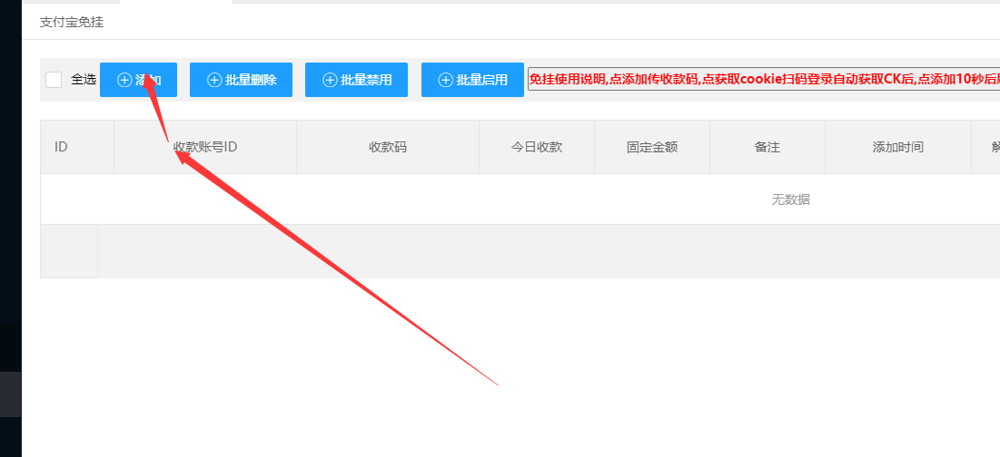 支付宝免挂
全选 添加 批量删除 批量禁用 批量启用 免挂使用说明,点添加传收款码,点获取cookie扫码登录自动获取CK后,点添加10秒后
ID 收款账号ID 收款码 今日收款 固定金额 备注 添加时间
无数据